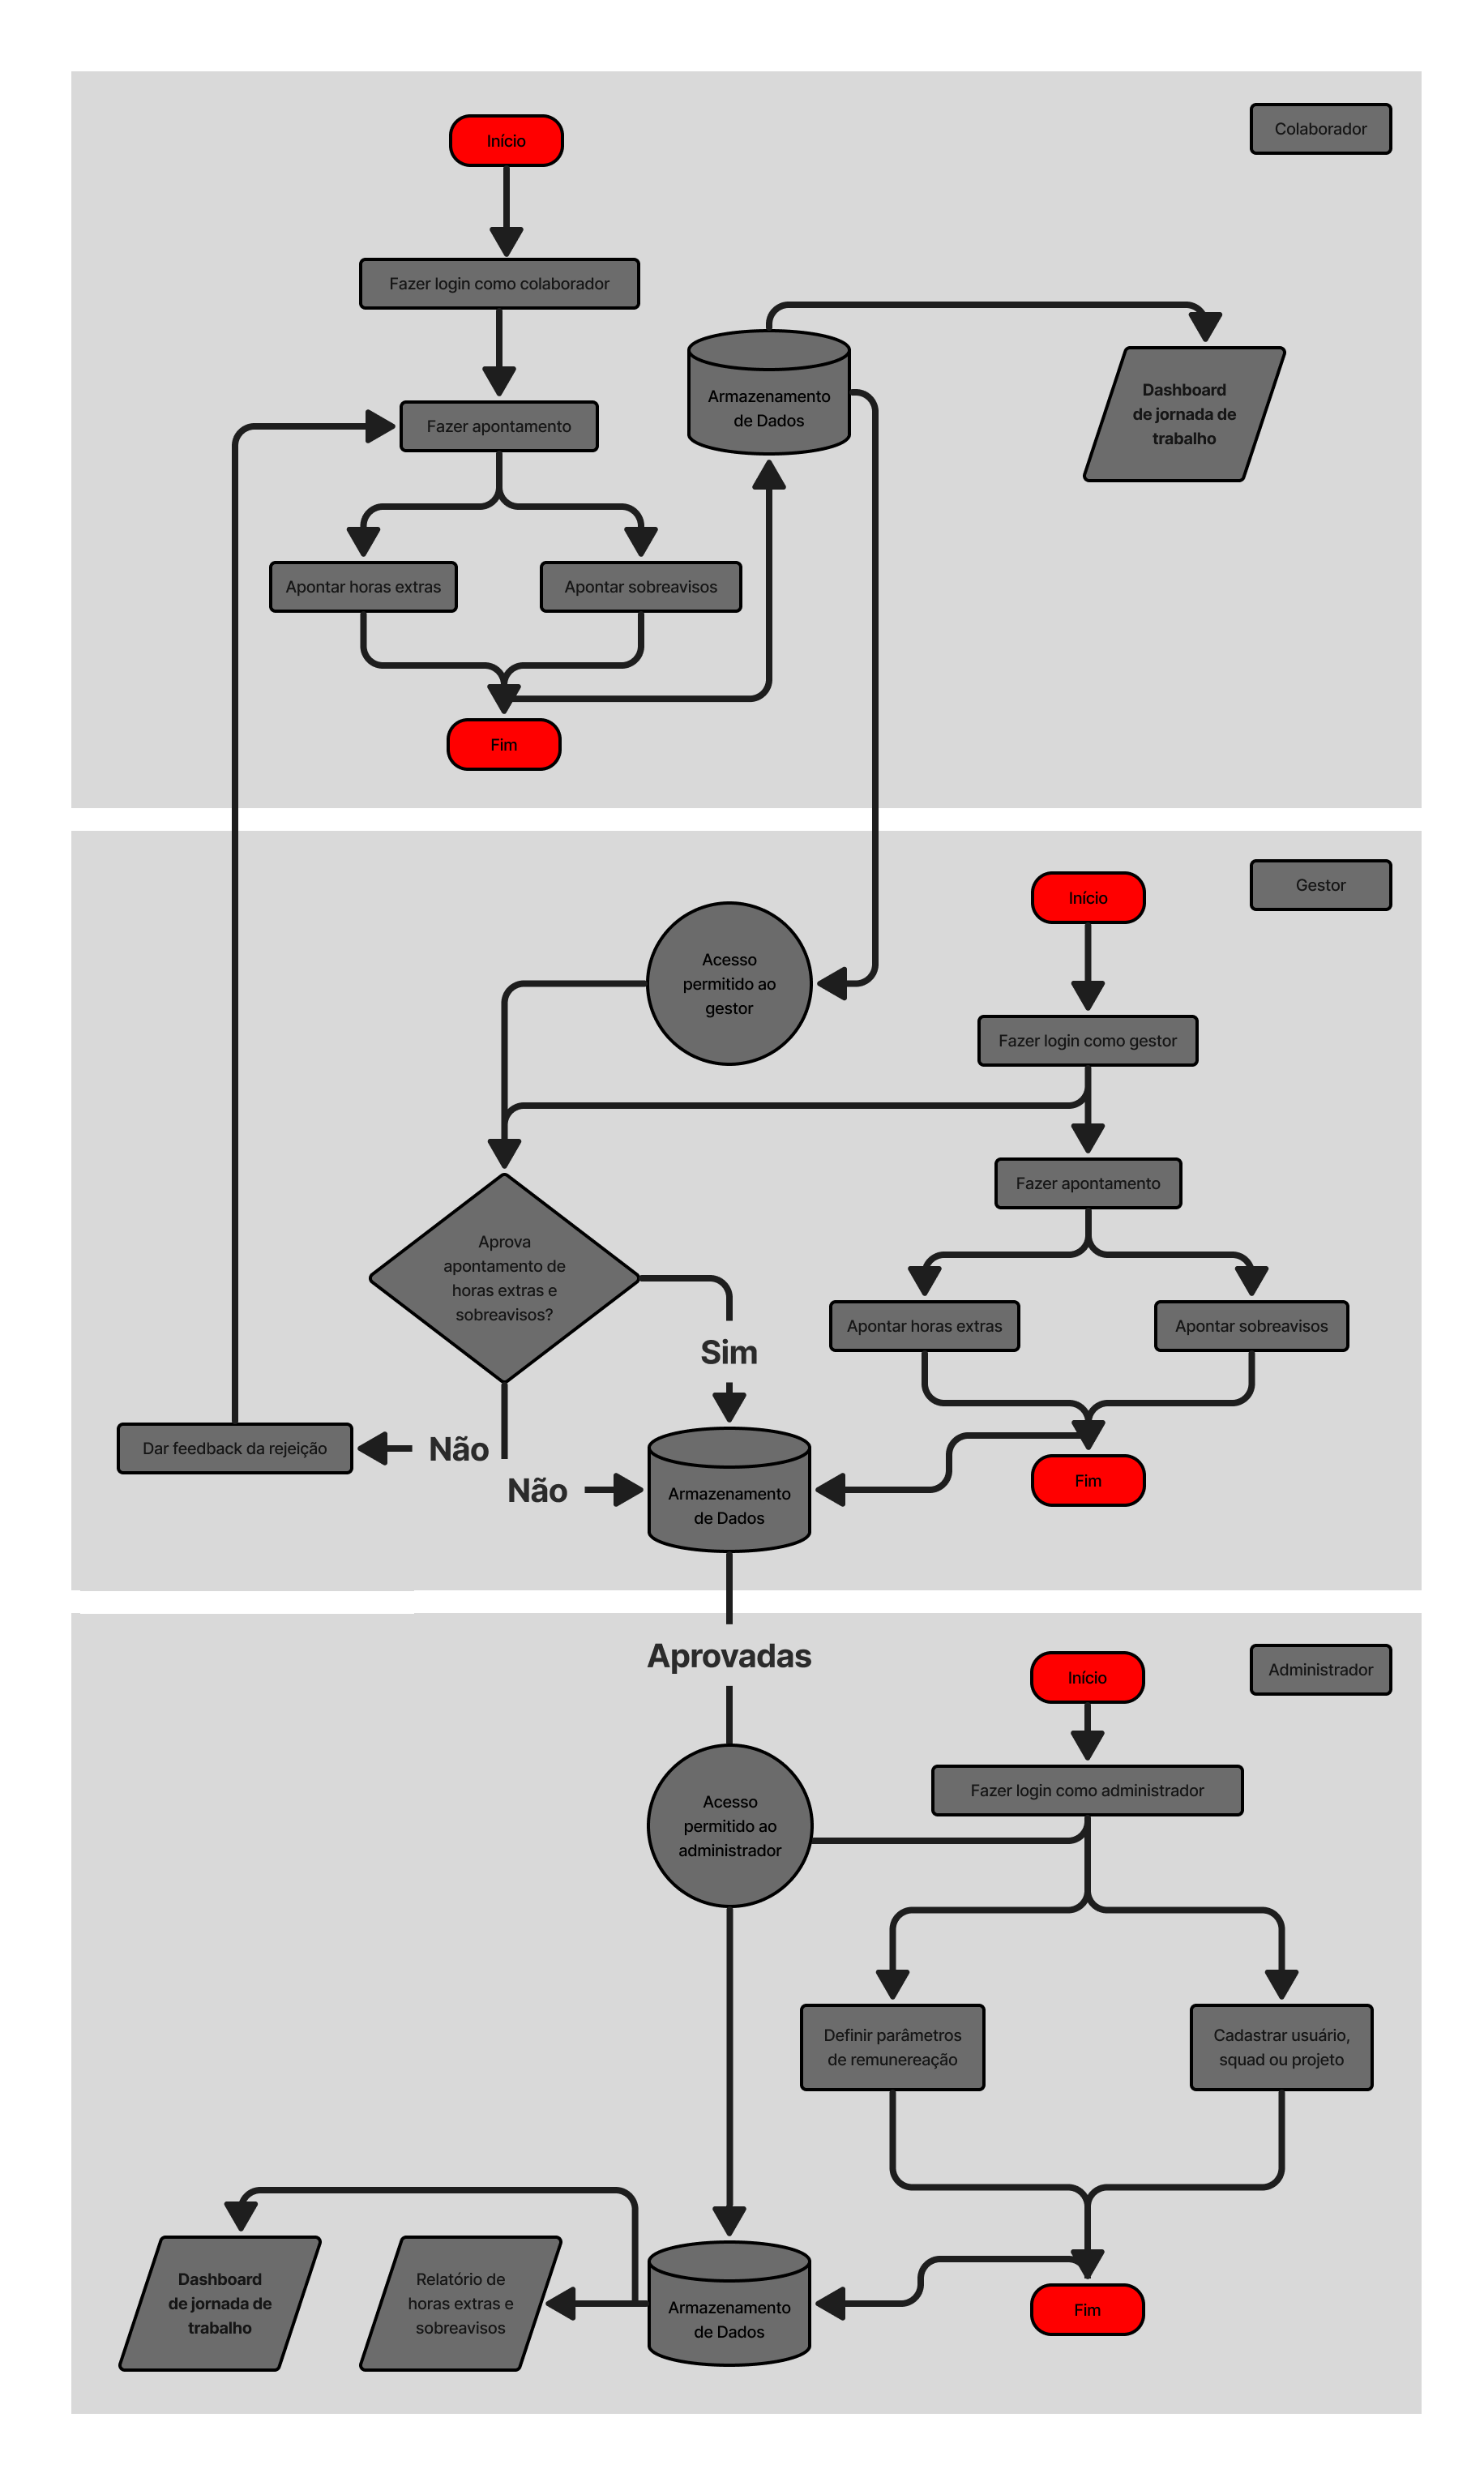 Início
Colaborador
Fazer login como colaborador
Armazenamento
de Dados
Dashboard
de jornada de
trabalho
Fazer apontamento
Apontar horas extras
Apontar sobreavisos
Fim
Gestor
Início
Acesso
permitido ao
gestor
Fazer login como gestor
Fazer apontamento
Aprova
apontamento de
horas extras e
sobreavisos?
Apontar horas extras
Apontar sobreavisos
Sim
Dar feedback da rejeição
Não
Não
Armazenamento
de Dados
Fim
Aprovadas
Início
Administrador
Fazer login como administrador
Acesso
permitido ao
administrador
Definir parâmetros
de remunereação
Cadastrar usuário,
squad ou projeto
Dashboard
de jornada de
trabalho
Relatório de
horas extras e
sobreavisos
Armazenamento
de Dados
Fim